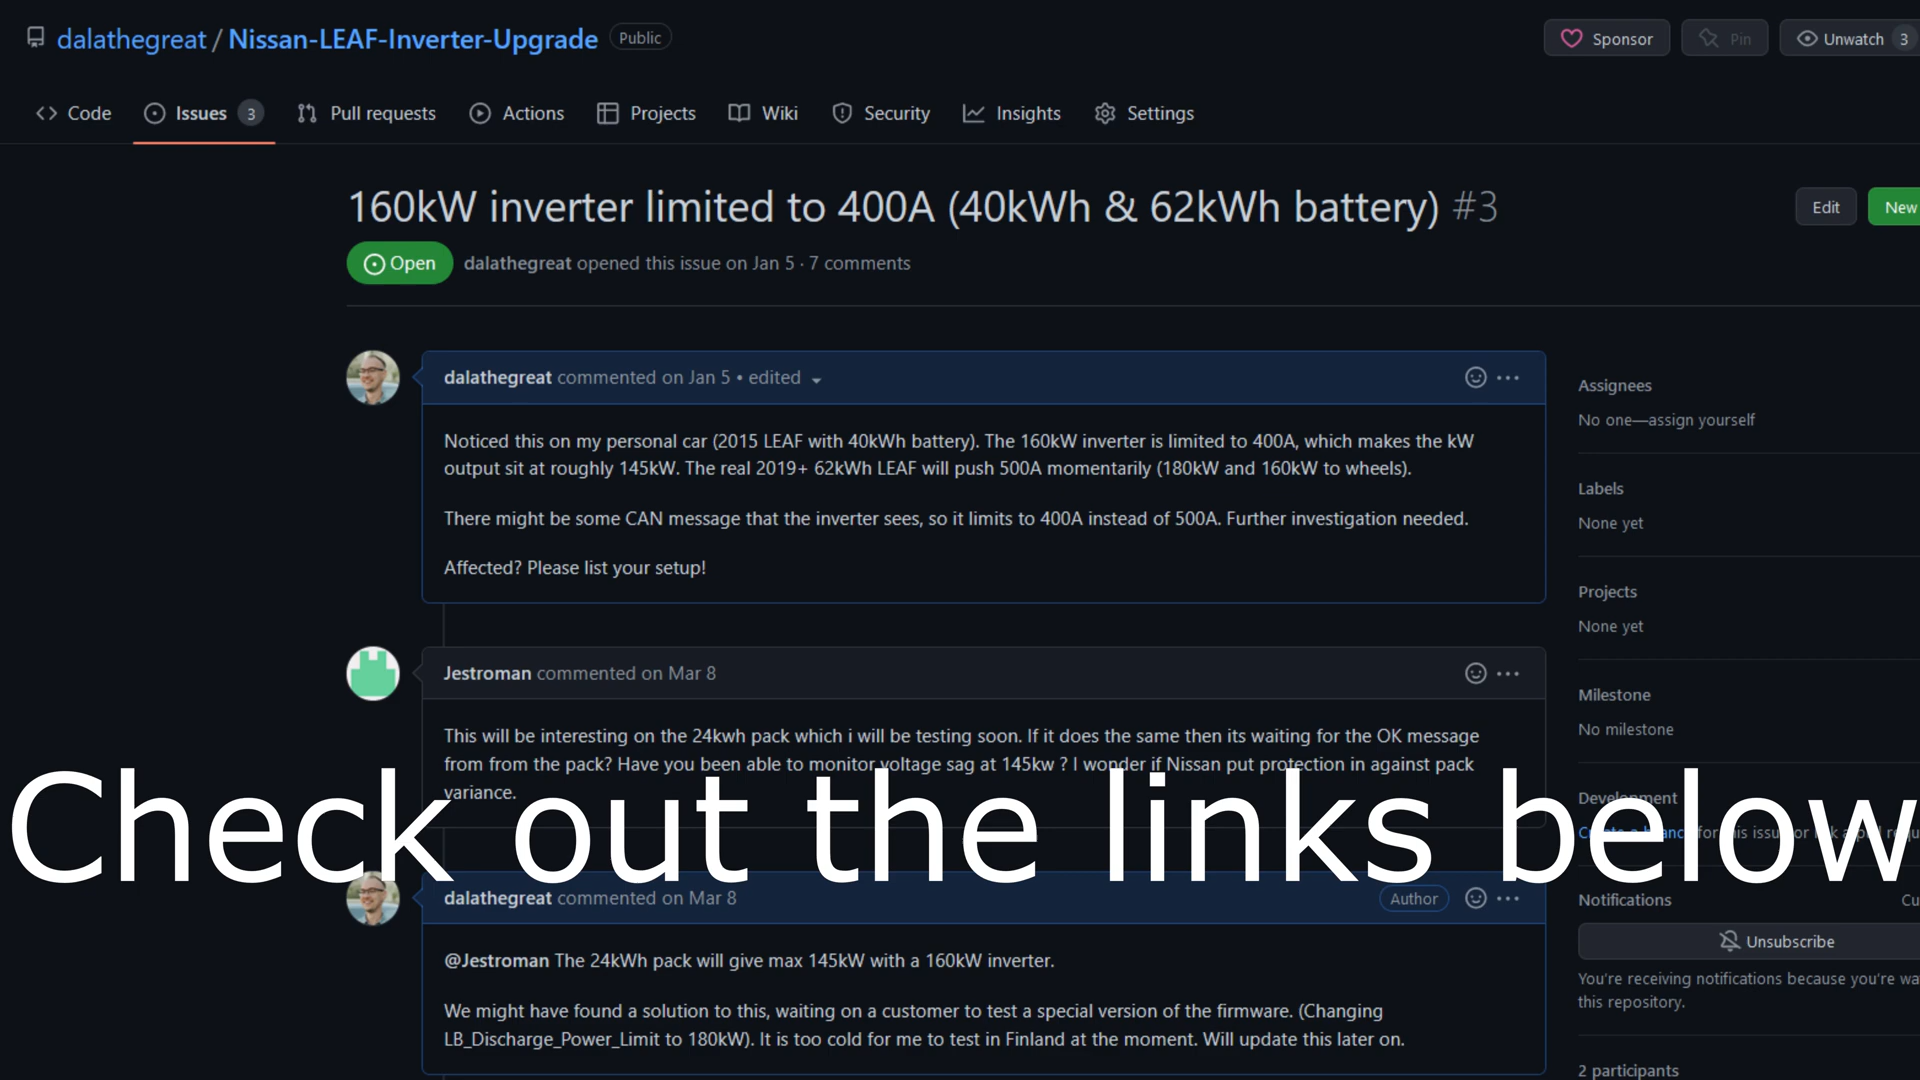 dalathegreat / Nissan-LEAF-Inverter-Upgrade Public
Sponsor Pin Unwatch 3
Code Issues 3 Pull requests Actions Projects Wiki Security Insights Settings
160kW inverter limited to 400A (40kWh & 62kWh battery) #3
Edit New
Open dalathegreat opened this issue on Jan 5 · 7 comments
dalathegreat commented on Jan 5 • edited
Noticed this on my personal car (2015 LEAF with 40kWh battery). The 160kW inverter is limited to 400A, which makes the kW
output sit at roughly 145kW. The real 2019+ 62kWh LEAF will push 500A momentarily (180kW and 160kW to wheels).
There might be some CAN message that the inverter sees, so it limits to 400A instead of 500A. Further investigation needed.
Affected? Please list your setup!
Assignees
No one—assign yourself
Labels
None yet
Projects
None yet
Milestone
No milestone
Development
Notifications
Unsubscribe
You're receiving notifications because you're wa
this repository.
2 participants
Jestroman commented on Mar 8
This will be interesting on the 24kwh pack which i will be testing soon. If it does the same then its waiting for the OK message
from from the pack? Have you been able to monitor voltage sag at 145kw ? I wonder if Nissan put protection in against pack
variance.
Check out the links below
dalathegreat commented on Mar 8 Author
@Jestroman The 24kWh pack will give max 145kW with a 160kW inverter.
We might have found a solution to this, waiting on a customer to test a special version of the firmware. (Changing
LB_Discharge_Power_Limit to 180kW). It is too cold for me to test in Finland at the moment. Will update this later on.